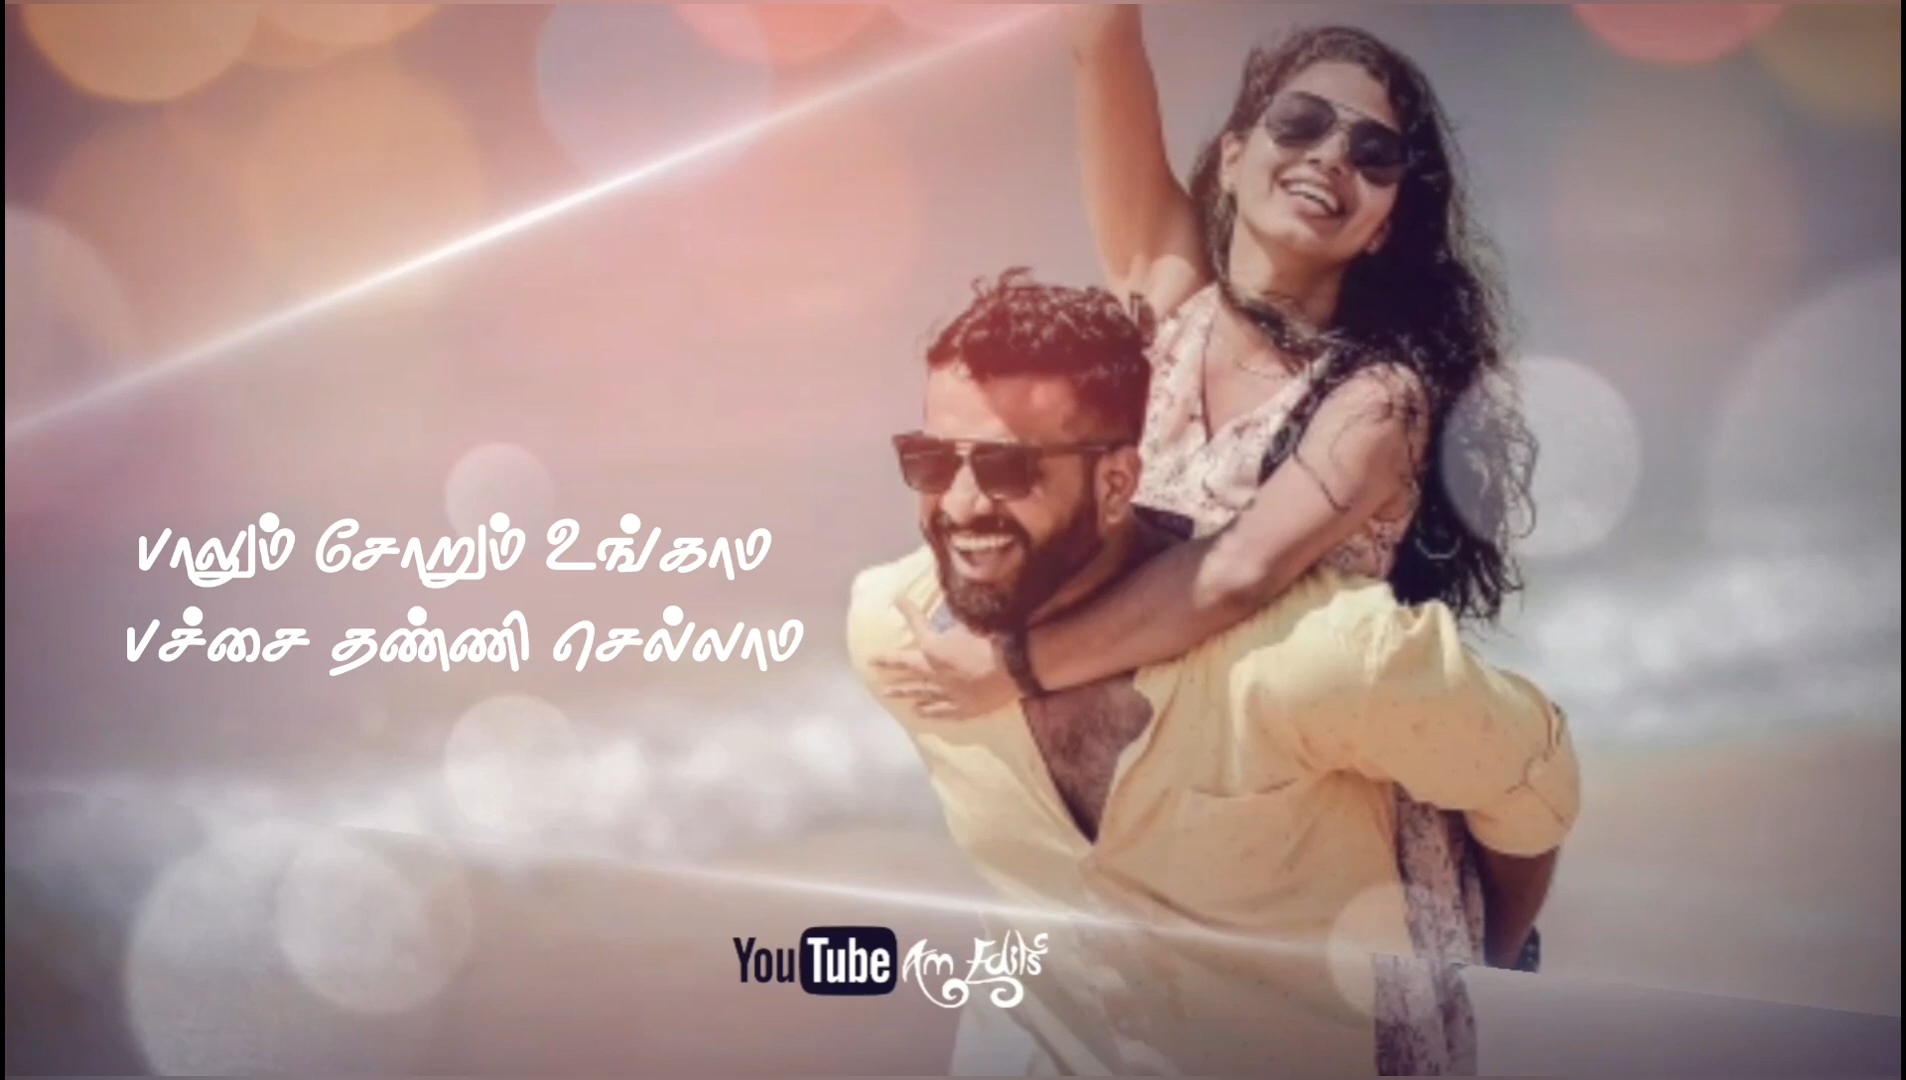 பாலும் சோறும் உங்காம
பச்சை தண்ணி செல்லாம
YouTube Am Edits